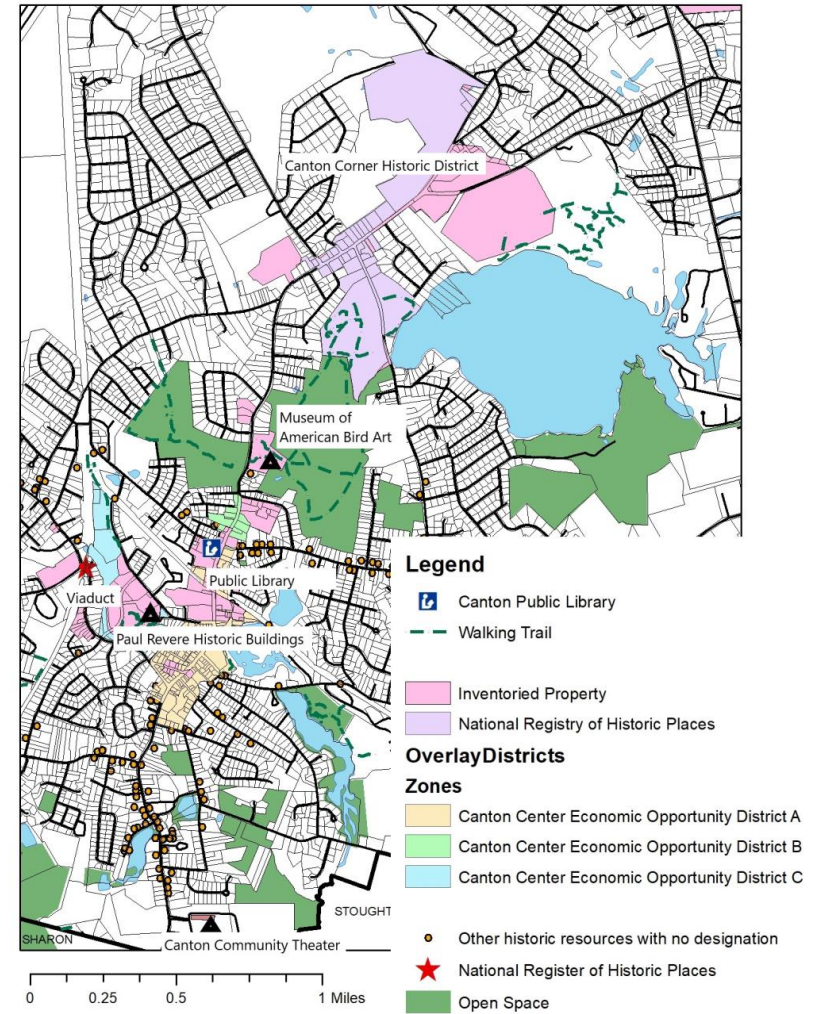 Canton Corner Historic District
Museum of
American Bird Art
Public Library
Viaduct
Paul Revere Historic Buildings
STOUGHT
SHARON
Canton Community Theater
0 0.25 0.5 1 Miles
Legend
Canton Public Library
Walking Trail
Inventoried Property
National Registry of Historic Places
OverlayDistricts
Zones
Canton Center Economic Opportunity District A
Canton Center Economic Opportunity District B
Canton Center Economic Opportunity District C
Other historic resources with no designation
National Register of Historic Places
Open Space